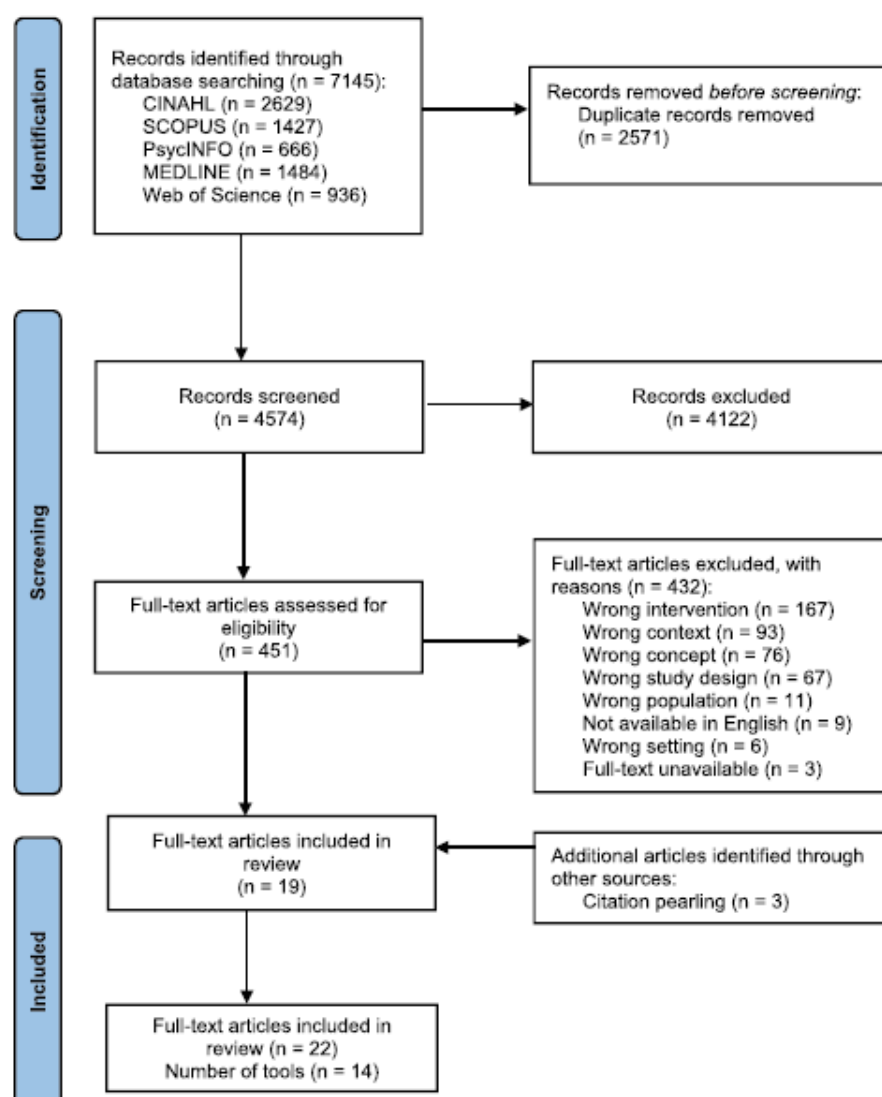 Identification
Records identified through
database searching (n = 7145):
CINAHL (n = 2629)
SCOPUS (n = 1427)
PsycINFO (n = 666)
MEDLINE (n = 1484)
Web of Science (n = 936)
Records removed before screening:
Duplicate records removed
(n = 2571)
Screening
Records screened
(n = 4574)
Records excluded
(n = 4122)
Full-text articles assessed for
eligibility
(n = 451)
Full-text articles excluded, with
reasons (n = 432):
Wrong intervention (n = 167)
Wrong context (n = 93)
Wrong concept (n = 76)
Wrong study design (n = 67)
Wrong population (n = 11)
Not available in English (n = 9)
Wrong setting (n = 6)
Full-text unavailable (n = 3)
Included
Full-text articles included in
review
(n = 19)
Additional articles identified through
other sources:
Citation pearling (n = 3)
Full-text articles included in
review (n = 22)
Number of tools (n = 14)